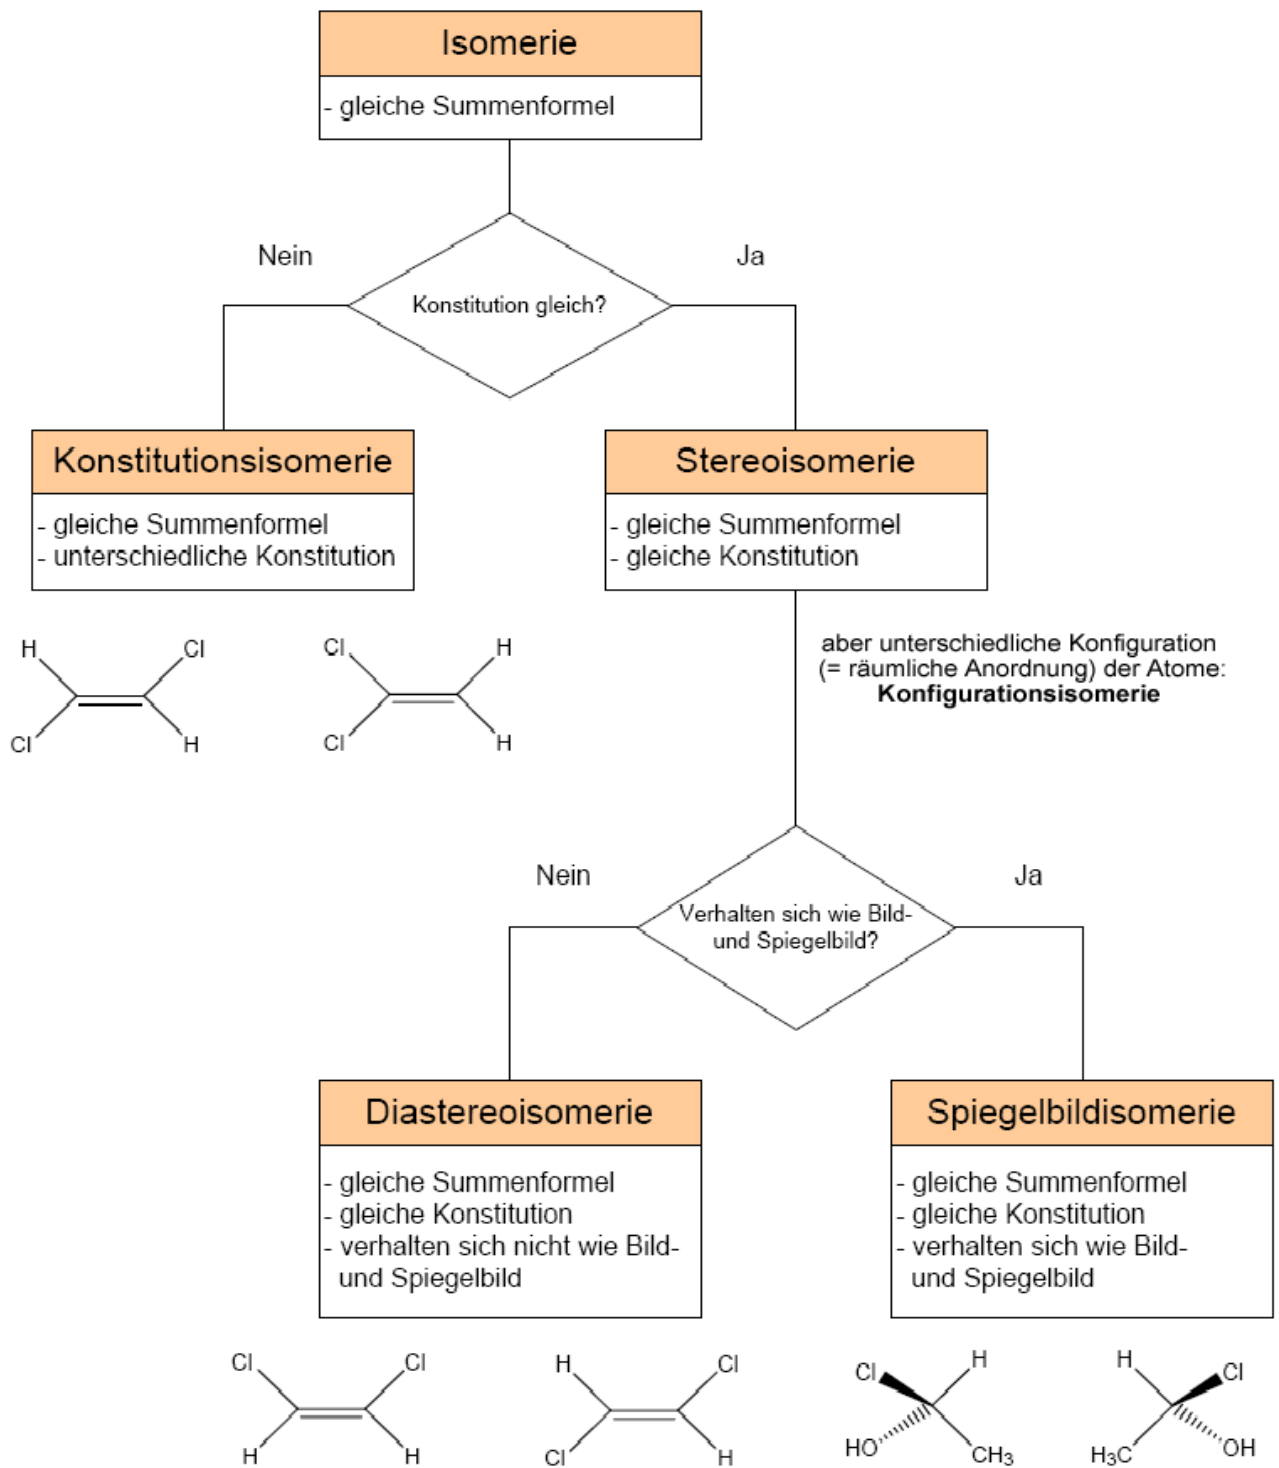 Isomerie
- gleiche Summenformel
Nein
Ja
Konstitution gleich?
Konstitutionsisomerie
- gleiche Summenformel
- unterschiedliche Konstitution
Stereoisomerie
- gleiche Summenformel
- gleiche Konstitution
H
Cl
Cl
H
Cl
H
Cl
H
aber unterschiedliche Konfiguration
(= räumliche Anordnung) der Atome:
Konfigurationsisomerie
Nein
Ja
Verhalten sich wie Bild-
und Spiegelbild?
Diastereoisomerie
- gleiche Summenformel
- gleiche Konstitution
- verhalten sich nicht wie Bild-
und Spiegelbild
Spiegelbildisomerie
- gleiche Summenformel
- gleiche Konstitution
- verhalten sich wie Bild-
und Spiegelbild
Cl
Cl
H
H
H
Cl
Cl
H
Cl
H
HO
CH3
H
Cl
H3C
OH